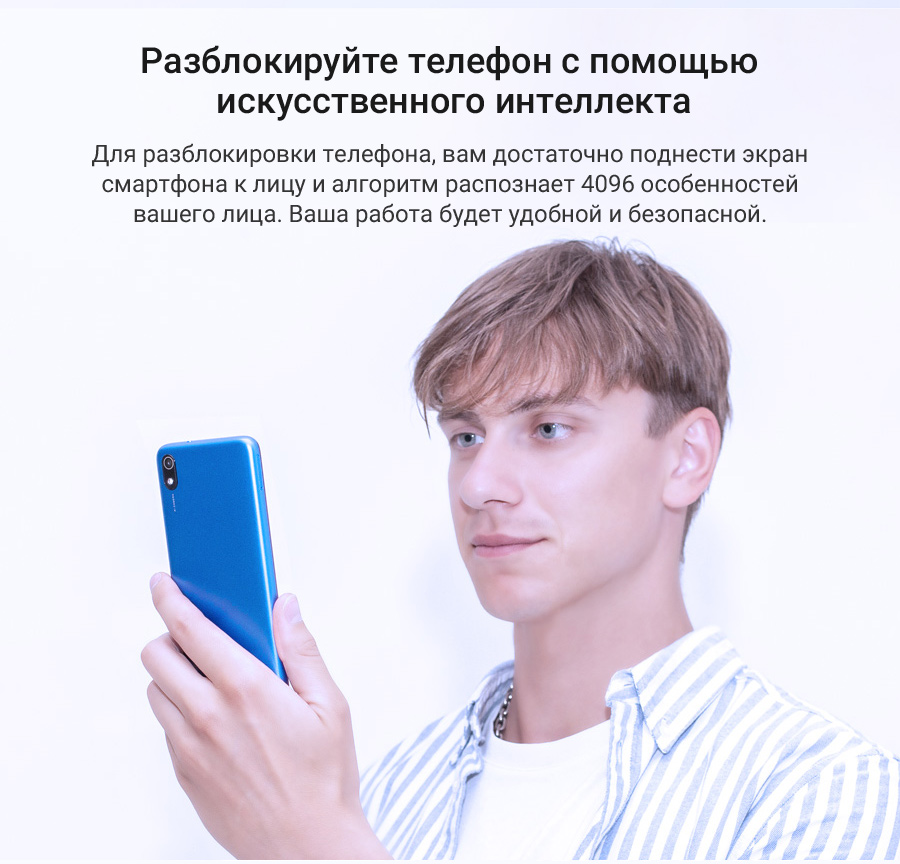 Разблокируйте телефон с помощью
искусственного интеллекта
Для разблокировки телефона, вам достаточно поднести экран
смартфона к лицу и алгоритм распознает 4096 особенностей
вашего лица. Ваша работа будет удобной и безопасной.